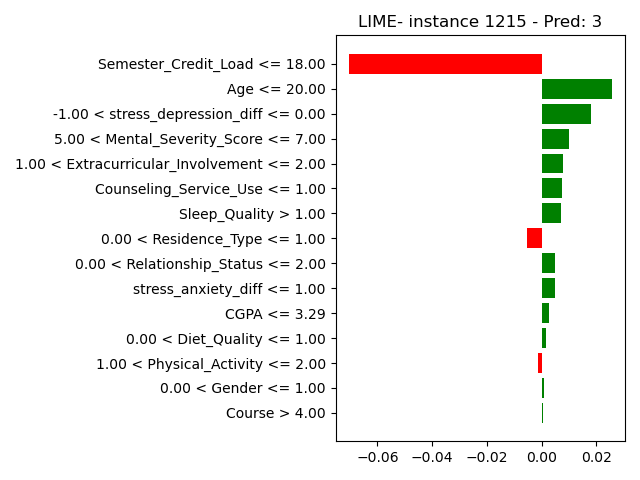 LIME- instance 1215 - Pred: 3
Semester_Credit_Load <= 18.00
Age <= 20.00
-1.00 < stress_depression_diff <= 0.00
5.00 < Mental_Severity_Score <= 7.00
1.00 < Extracurricular_Involvement <= 2.00
Counseling_Service_Use <= 1.00
Sleep_Quality > 1.00
0.00 < Residence_Type <= 1.00
0.00 < Relationship_Status <= 2.00
stress_anxiety_diff <= 1.00
CGPA <= 3.29
0.00 < Diet_Quality <= 1.00
1.00 < Physical_Activity <= 2.00
0.00 < Gender <= 1.00
Course > 4.00
−0.06 −0.04 −0.02 0.00 0.02